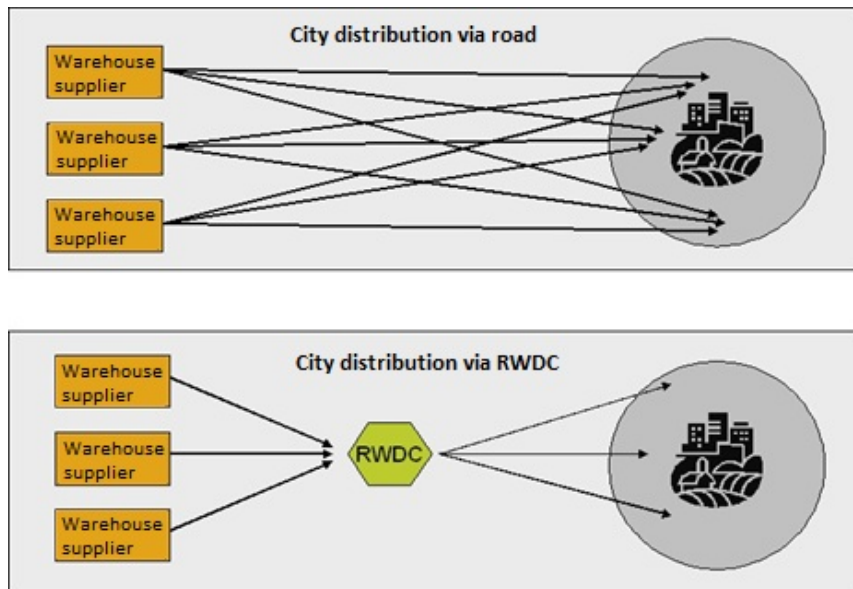 City distribution via road
Warehouse
supplier
Warehouse
supplier
Warehouse
supplier
City distribution via RWDC
Warehouse
supplier
Warehouse
supplier
RWDC
Warehouse
supplier